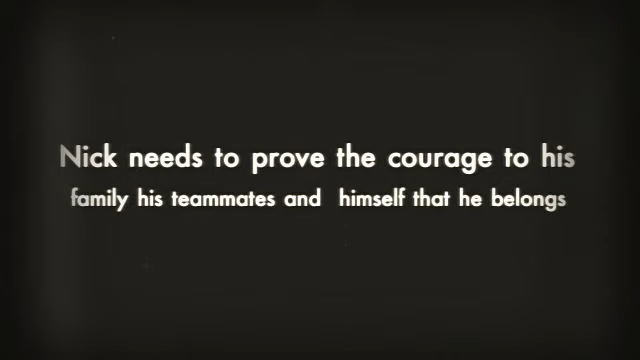 Nick needs to prove the courage to his
family his teammates and  himself that he belongs